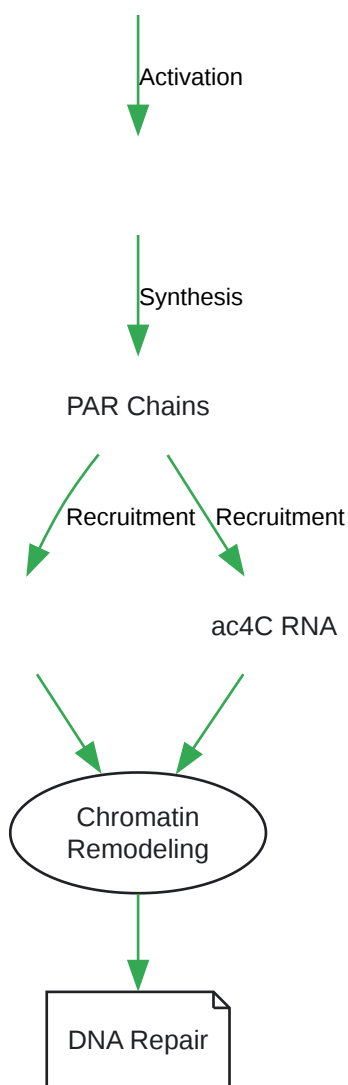 Activation
Synthesis
PAR Chains
Recruitment
Recruitment
ac4C RNA
Chromatin
Remodeling
DNA Repair